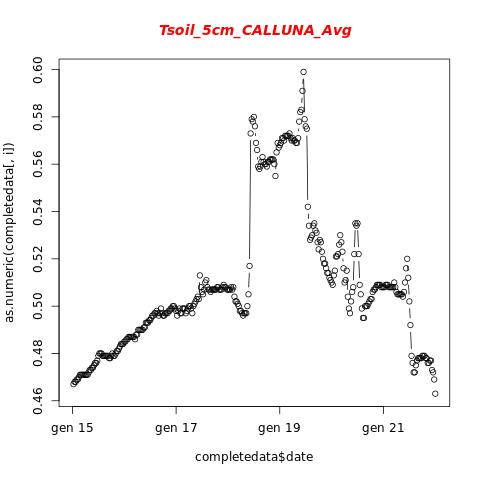 Tsoil_5cm_CALLUNA_Avg
as.numeric(completedata[, i])
0.60
0.58
0.56
0.54
0.52
0.50
0.48
0.46
gen 15 gen 17 gen 19 gen 21
completedata$date